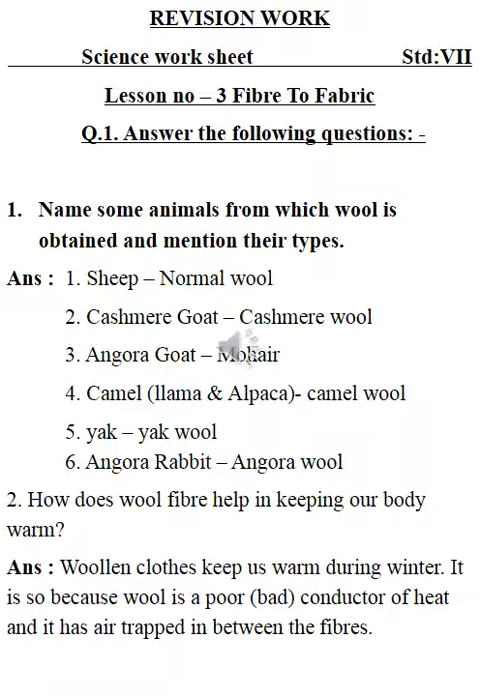 REVISION WORK
Science work sheet Std:VII
Lesson no – 3 Fibre To Fabric
Q.1. Answer the following questions: -
1. Name some animals from which wool is
obtained and mention their types.
Ans : 1. Sheep – Normal wool
2. Cashmere Goat – Cashmere wool
3. Angora Goat – Mohair
4. Camel (llama & Alpaca)- camel wool
5. yak – yak wool
6. Angora Rabbit – Angora wool
2. How does wool fibre help in keeping our body
warm?
Ans : Woollen clothes keep us warm during winter. It
is so because wool is a poor (bad) conductor of heat
and it has air trapped in between the fibres.